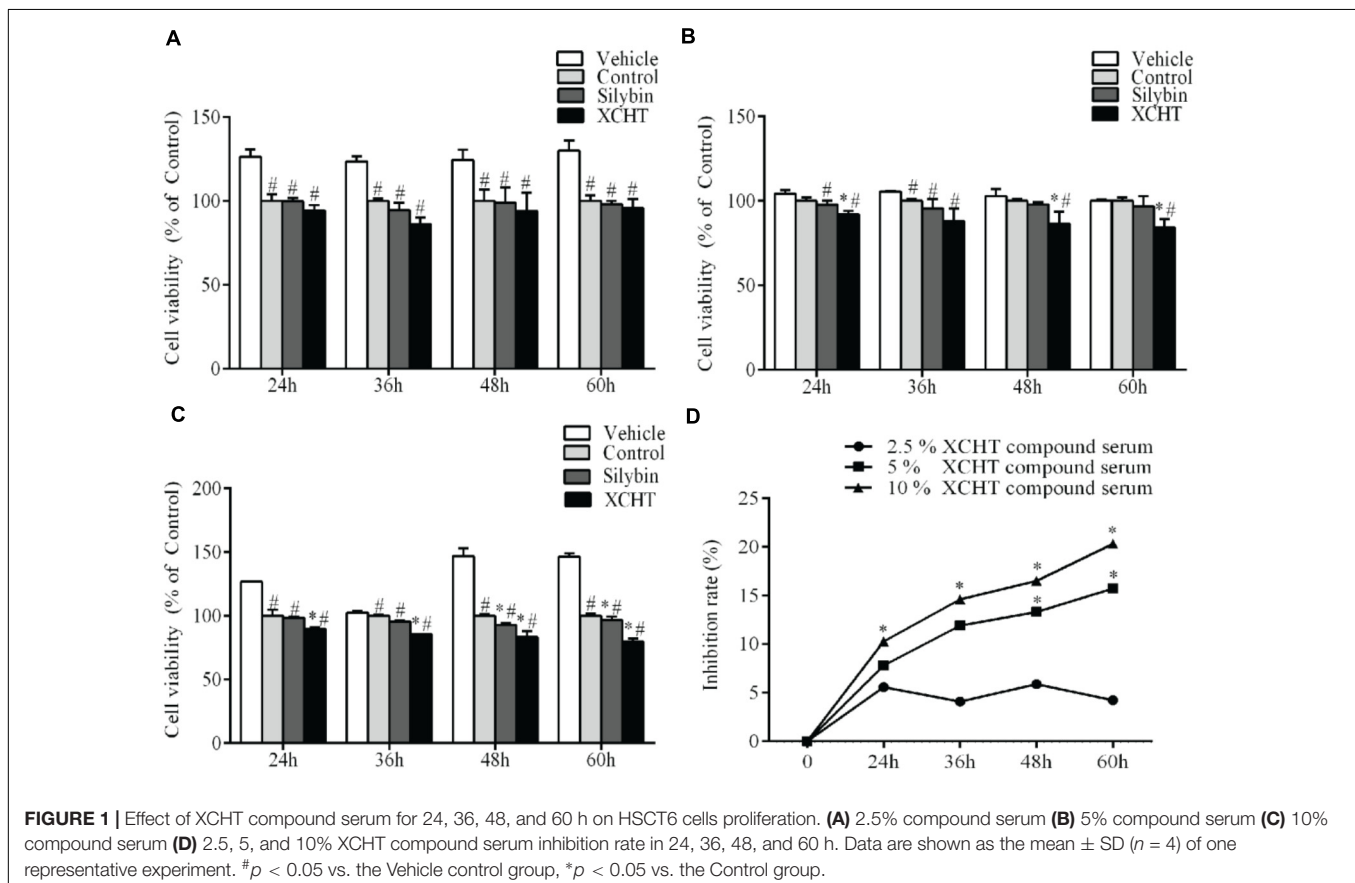 A
Vehicle
Control
Silybin
XCHT
Cell viability (% of Control)
150
100
50
0
# # #
# # #
# # #
# # #
24h 36h 48h 60h
B
Vehicle
Control
Silybin
XCHT
Cell viability (% of Control)
150
100
50
0
# *#
# # #
*#
*#
24h 36h 48h 60h
C
Vehicle
Control
Silybin
XCHT
Cell viability (% of Control)
200
150
100
50
0
# # *#
# # *#
# *# *#
# *# *#
24h 36h 48h 60h
D
2.5 % XCHT compound serum
5 % XCHT compound serum
10 % XCHT compound serum
Inhibition rate (%)
25
20
15
10
5
0
* * * *
* *
0 24h 36h 48h 60h
FIGURE 1 | Effect of XCHT compound serum for 24, 36, 48, and 60 h on HSCT6 cells proliferation. (A) 2.5% compound serum (B) 5% compound serum (C) 10%
compound serum (D) 2.5, 5, and 10% XCHT compound serum inhibition rate in 24, 36, 48, and 60 h. Data are shown as the mean ± SD (n = 4) of one
representative experiment. #p < 0.05 vs. the Vehicle control group, *p < 0.05 vs. the Control group.